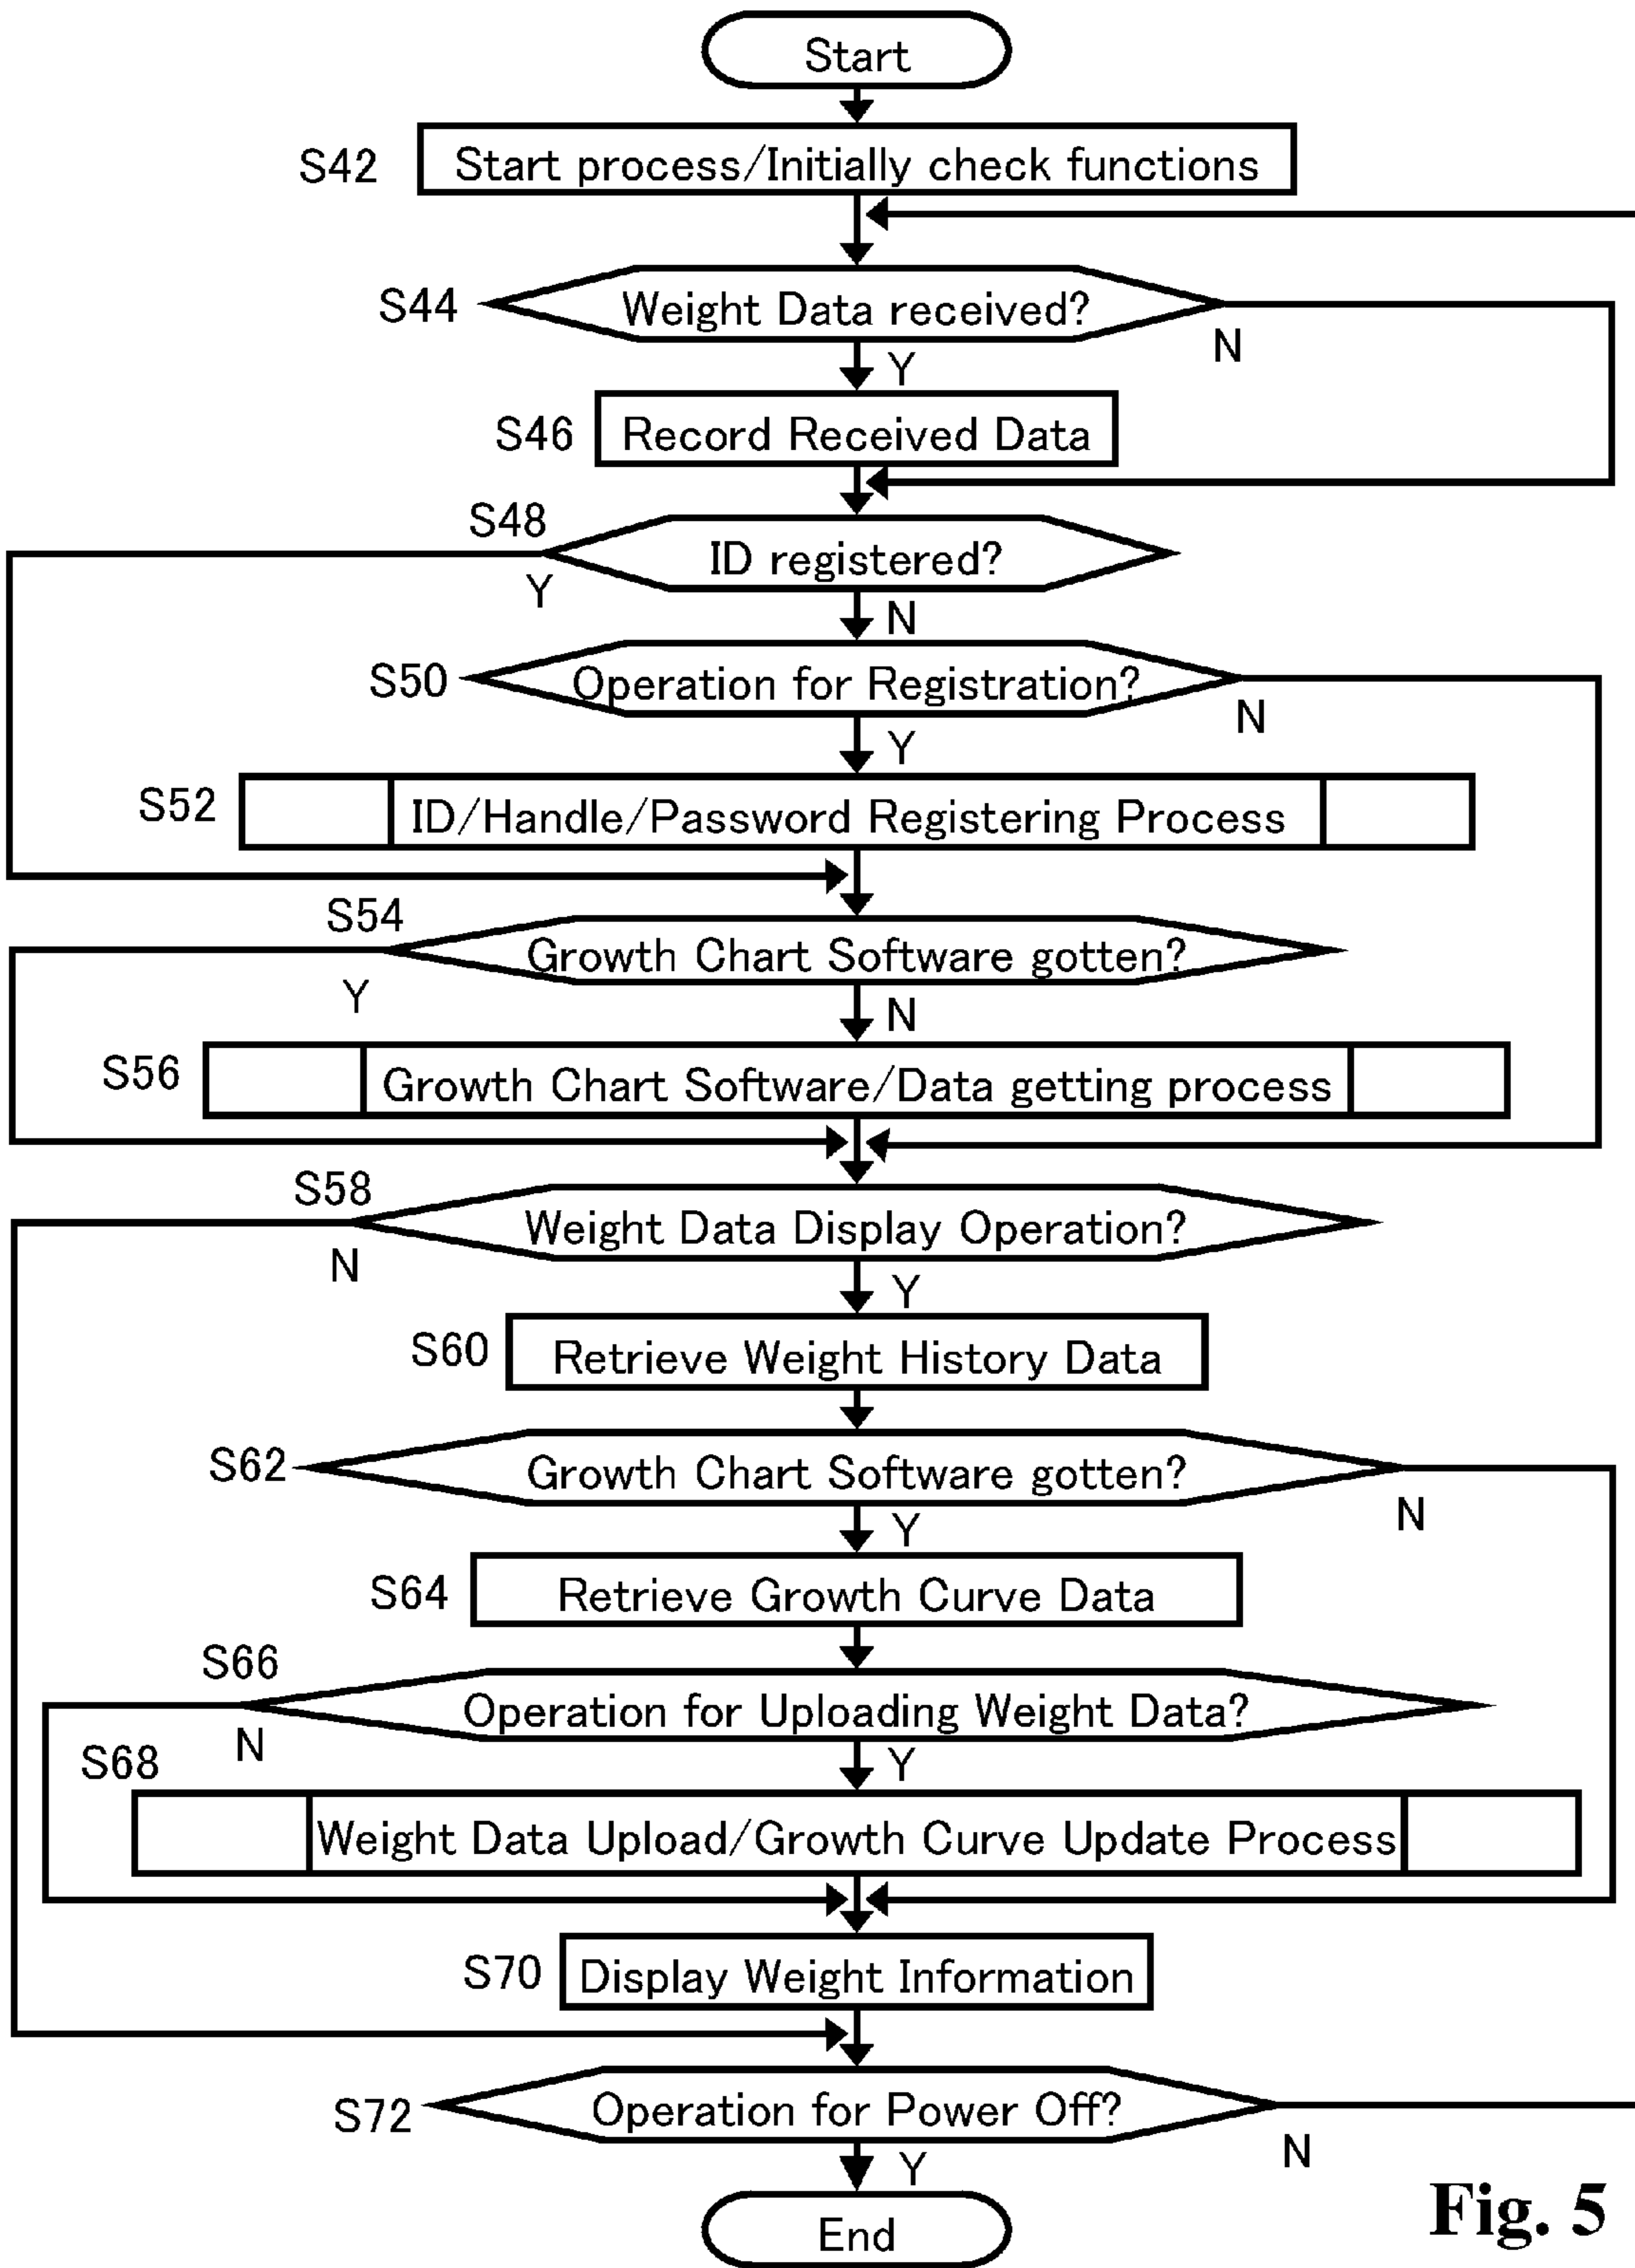 Start
S42 Start process/Initially check functions
S44 Weight Data received?
N
Y
S46 Record Received Data
S48 ID registered?
Y
N
S50 Operation for Registration?
N
Y
S52 ID/Handle/Password Registering Process
S54 Growth Chart Software gotten?
Y
N
S56 Growth Chart Software/Data getting process
S58 Weight Data Display Operation?
N
Y
S60 Retrieve Weight History Data
S62 Growth Chart Software gotten?
N
Y
S64 Retrieve Growth Curve Data
S66 Operation for Uploading Weight Data?
N
Y
S68 Weight Data Upload/Growth Curve Update Process
S70 Display Weight Information
S72 Operation for Power Off?
N
Y
End
Fig. 5